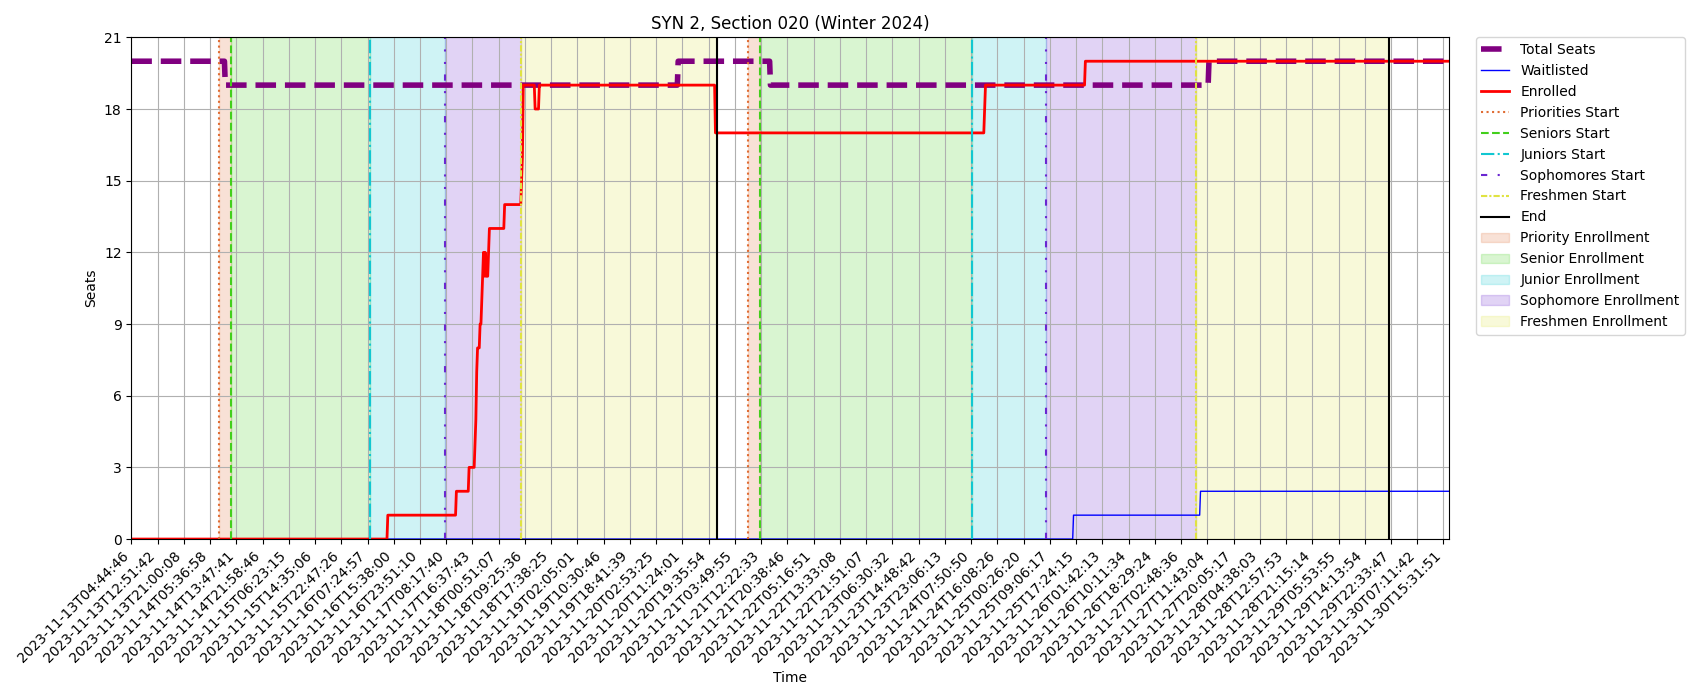 SYN 2, Section 020 (Winter 2024)
21
18
15
12
9
6
3
0
Seats
2023-11-13T04:44:46
2023-11-13T12:51:42
2023-11-13T21:00:08
2023-11-14T05:36:58
2023-11-14T13:47:41
2023-11-14T21:58:46
2023-11-15T06:23:15
2023-11-15T14:35:06
2023-11-15T22:47:26
2023-11-16T07:24:57
2023-11-16T15:38:00
2023-11-16T23:51:10
2023-11-17T08:17:40
2023-11-17T16:37:43
2023-11-18T00:51:07
2023-11-18T09:25:36
2023-11-18T17:38:25
2023-11-19T02:05:01
2023-11-19T10:30:46
2023-11-19T18:41:39
2023-11-20T02:53:25
2023-11-20T11:24:01
2023-11-20T19:35:54
2023-11-21T03:49:55
2023-11-21T12:22:33
2023-11-21T20:38:46
2023-11-22T05:16:51
2023-11-22T13:33:08
2023-11-22T21:51:07
2023-11-23T06:30:32
2023-11-23T14:48:42
2023-11-23T23:06:13
2023-11-24T07:50:50
2023-11-24T16:08:26
2023-11-25T00:26:20
2023-11-25T09:06:17
2023-11-25T17:24:15
2023-11-26T01:42:13
2023-11-26T10:11:34
2023-11-26T18:29:24
2023-11-27T02:48:36
2023-11-27T11:43:04
2023-11-27T20:05:17
2023-11-28T04:38:03
2023-11-28T12:57:53
2023-11-28T21:15:14
2023-11-29T05:53:55
2023-11-29T14:13:54
2023-11-29T22:33:47
2023-11-30T07:11:42
2023-11-30T15:31:51
Time
Total Seats
Waitlisted
Enrolled
Priorities Start
Seniors Start
Juniors Start
Sophomores Start
Freshmen Start
End
Priority Enrollment
Senior Enrollment
Junior Enrollment
Sophomore Enrollment
Freshmen Enrollment